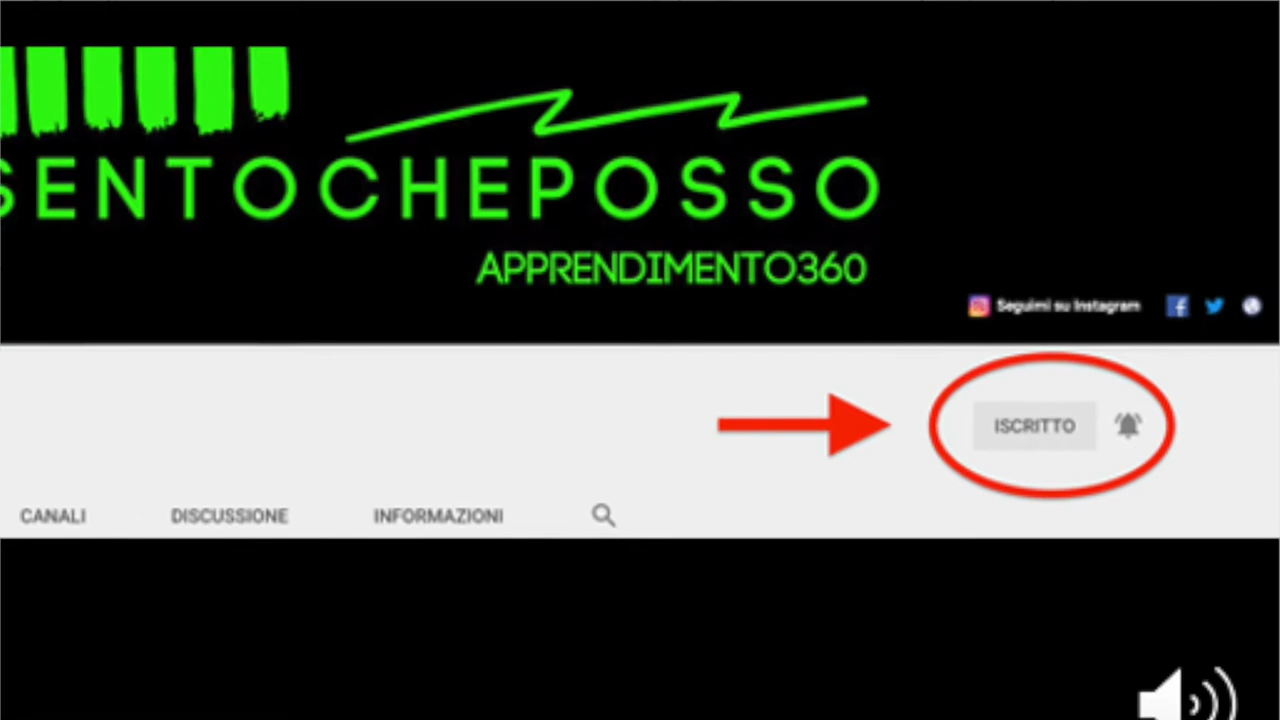 SENTOCHEPOSSO
APPRENDIMENTO360
Seguimi su Instagram
ISCRITTO
CANALI DISCUSSIONE INFORMAZIONI